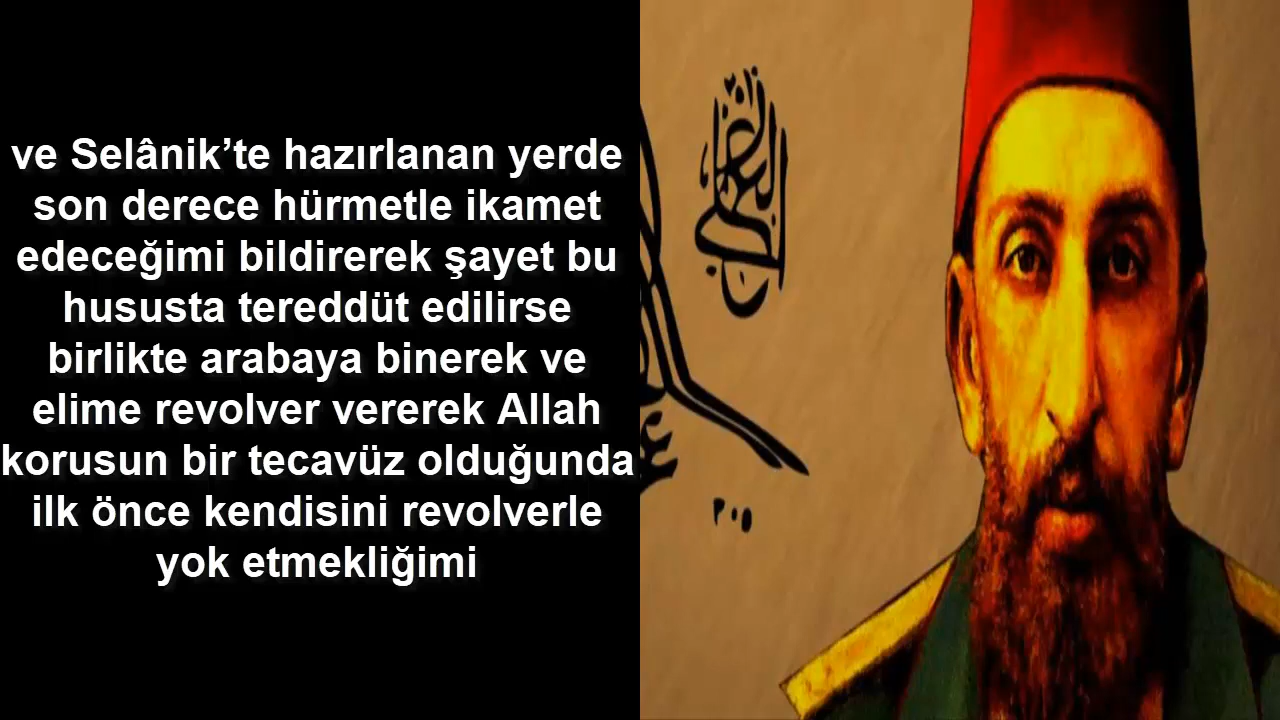 ve Selânik’te hazırlanan yerde
son derece hürmetle ikamet
edeceğimi bildirerek şayet bu
hususta tereddüt edilirse
birlikte arabaya binerek ve
elime revolver vererek Allah
korusun bir tecavüz olduğunda
ilk önce kendisini revolverle
yok etmekliğimi